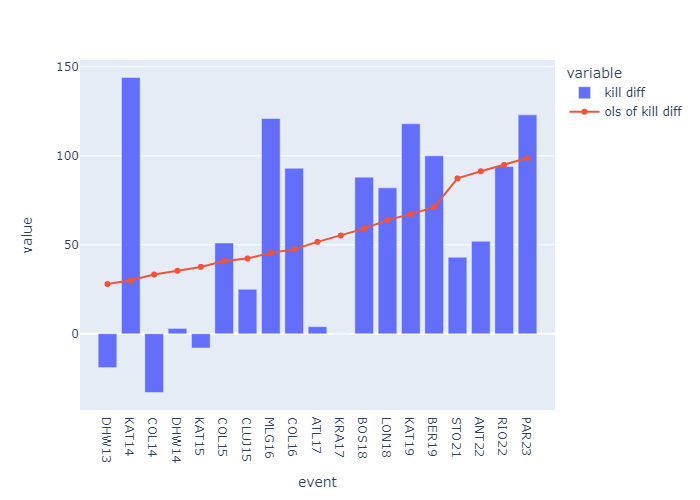 variable
kill diff
ols of kill diff
value
150
100
50
0
DHW13
KAT14
COL14
DHW14
KAT15
COL15
CLUJ15
MLG16
COL16
ATL17
KRA17
BOS18
LON18
KAT19
BER19
STO21
ANT22
RIO22
PAR23
event